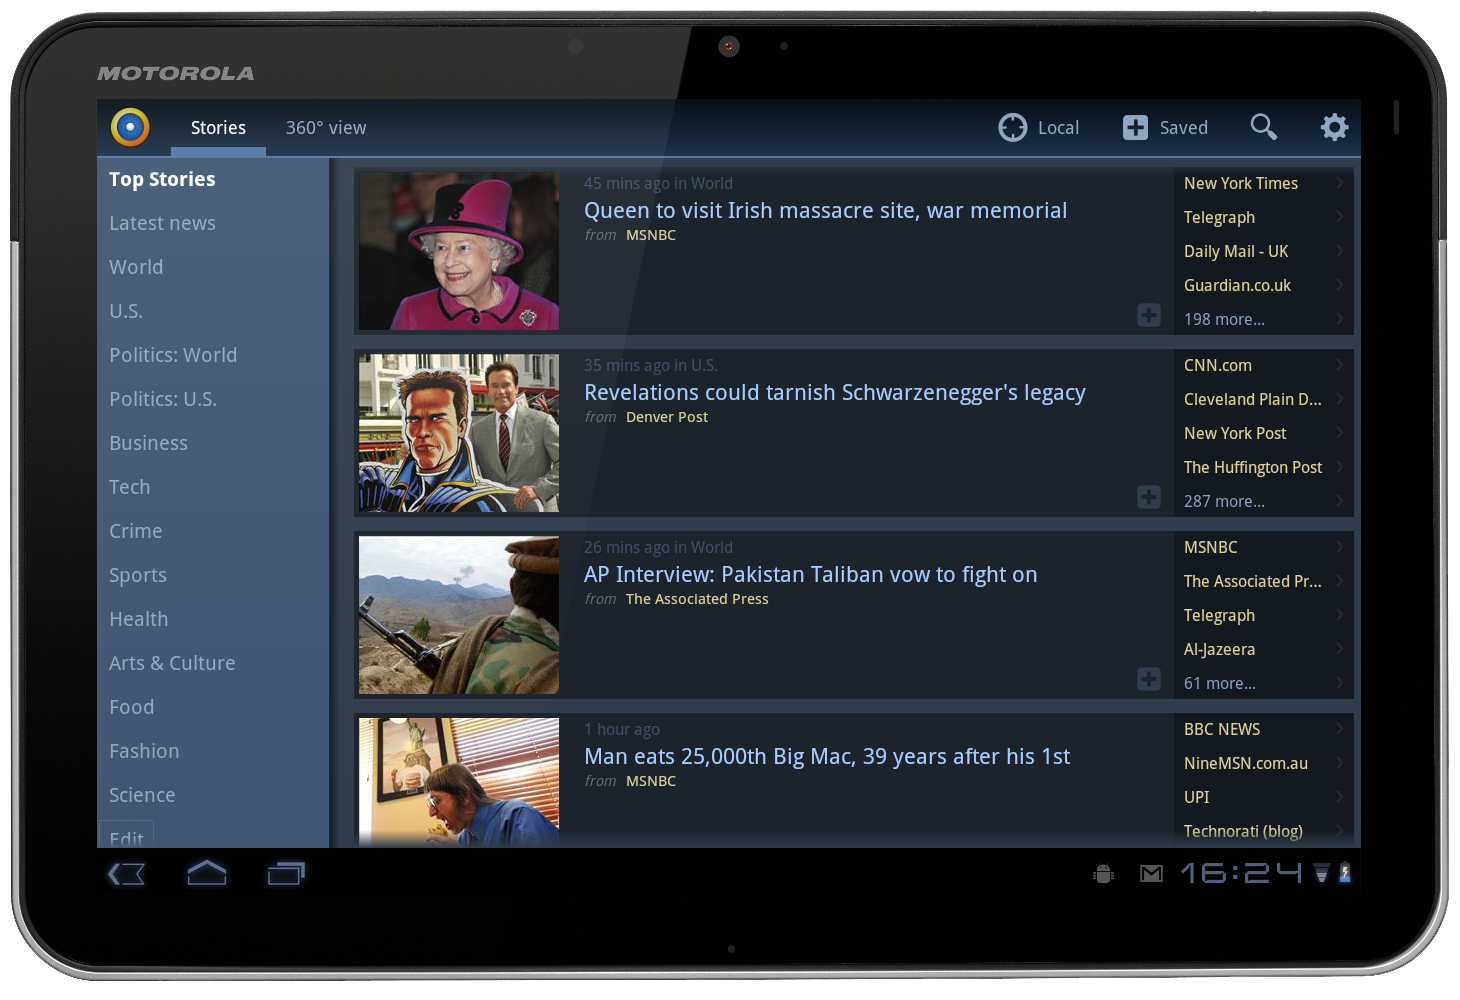 MOTOROLA
Stories
360° view
Local
Saved
Top Stories
Latest news
World
U.S.
Politics: World
Politics: U.S.
Business
Tech
Crime
Sports
Health
Arts & Culture
Food
Fashion
Science
Edit
45 mins ago in World
Queen to visit Irish massacre site, war memorial
from MSNBC
New York Times
Telegraph
Daily Mail - UK
Guardian.co.uk
198 more...
35 mins ago in U.S.
Revelations could tarnish Schwarzenegger's legacy
from Denver Post
CNN.com
Cleveland Plain D...
New York Post
The Huffington Post
287 more...
26 mins ago in World
AP Interview: Pakistan Taliban vow to fight on
from The Associated Press
MSNBC
The Associated Pr...
Telegraph
Al-Jazeera
61 more...
1 hour ago
Man eats 25,000th Big Mac, 39 years after his 1st
from MSNBC
BBC NEWS
NineMSN.com.au
UPI
Technorati (blog)
16:24